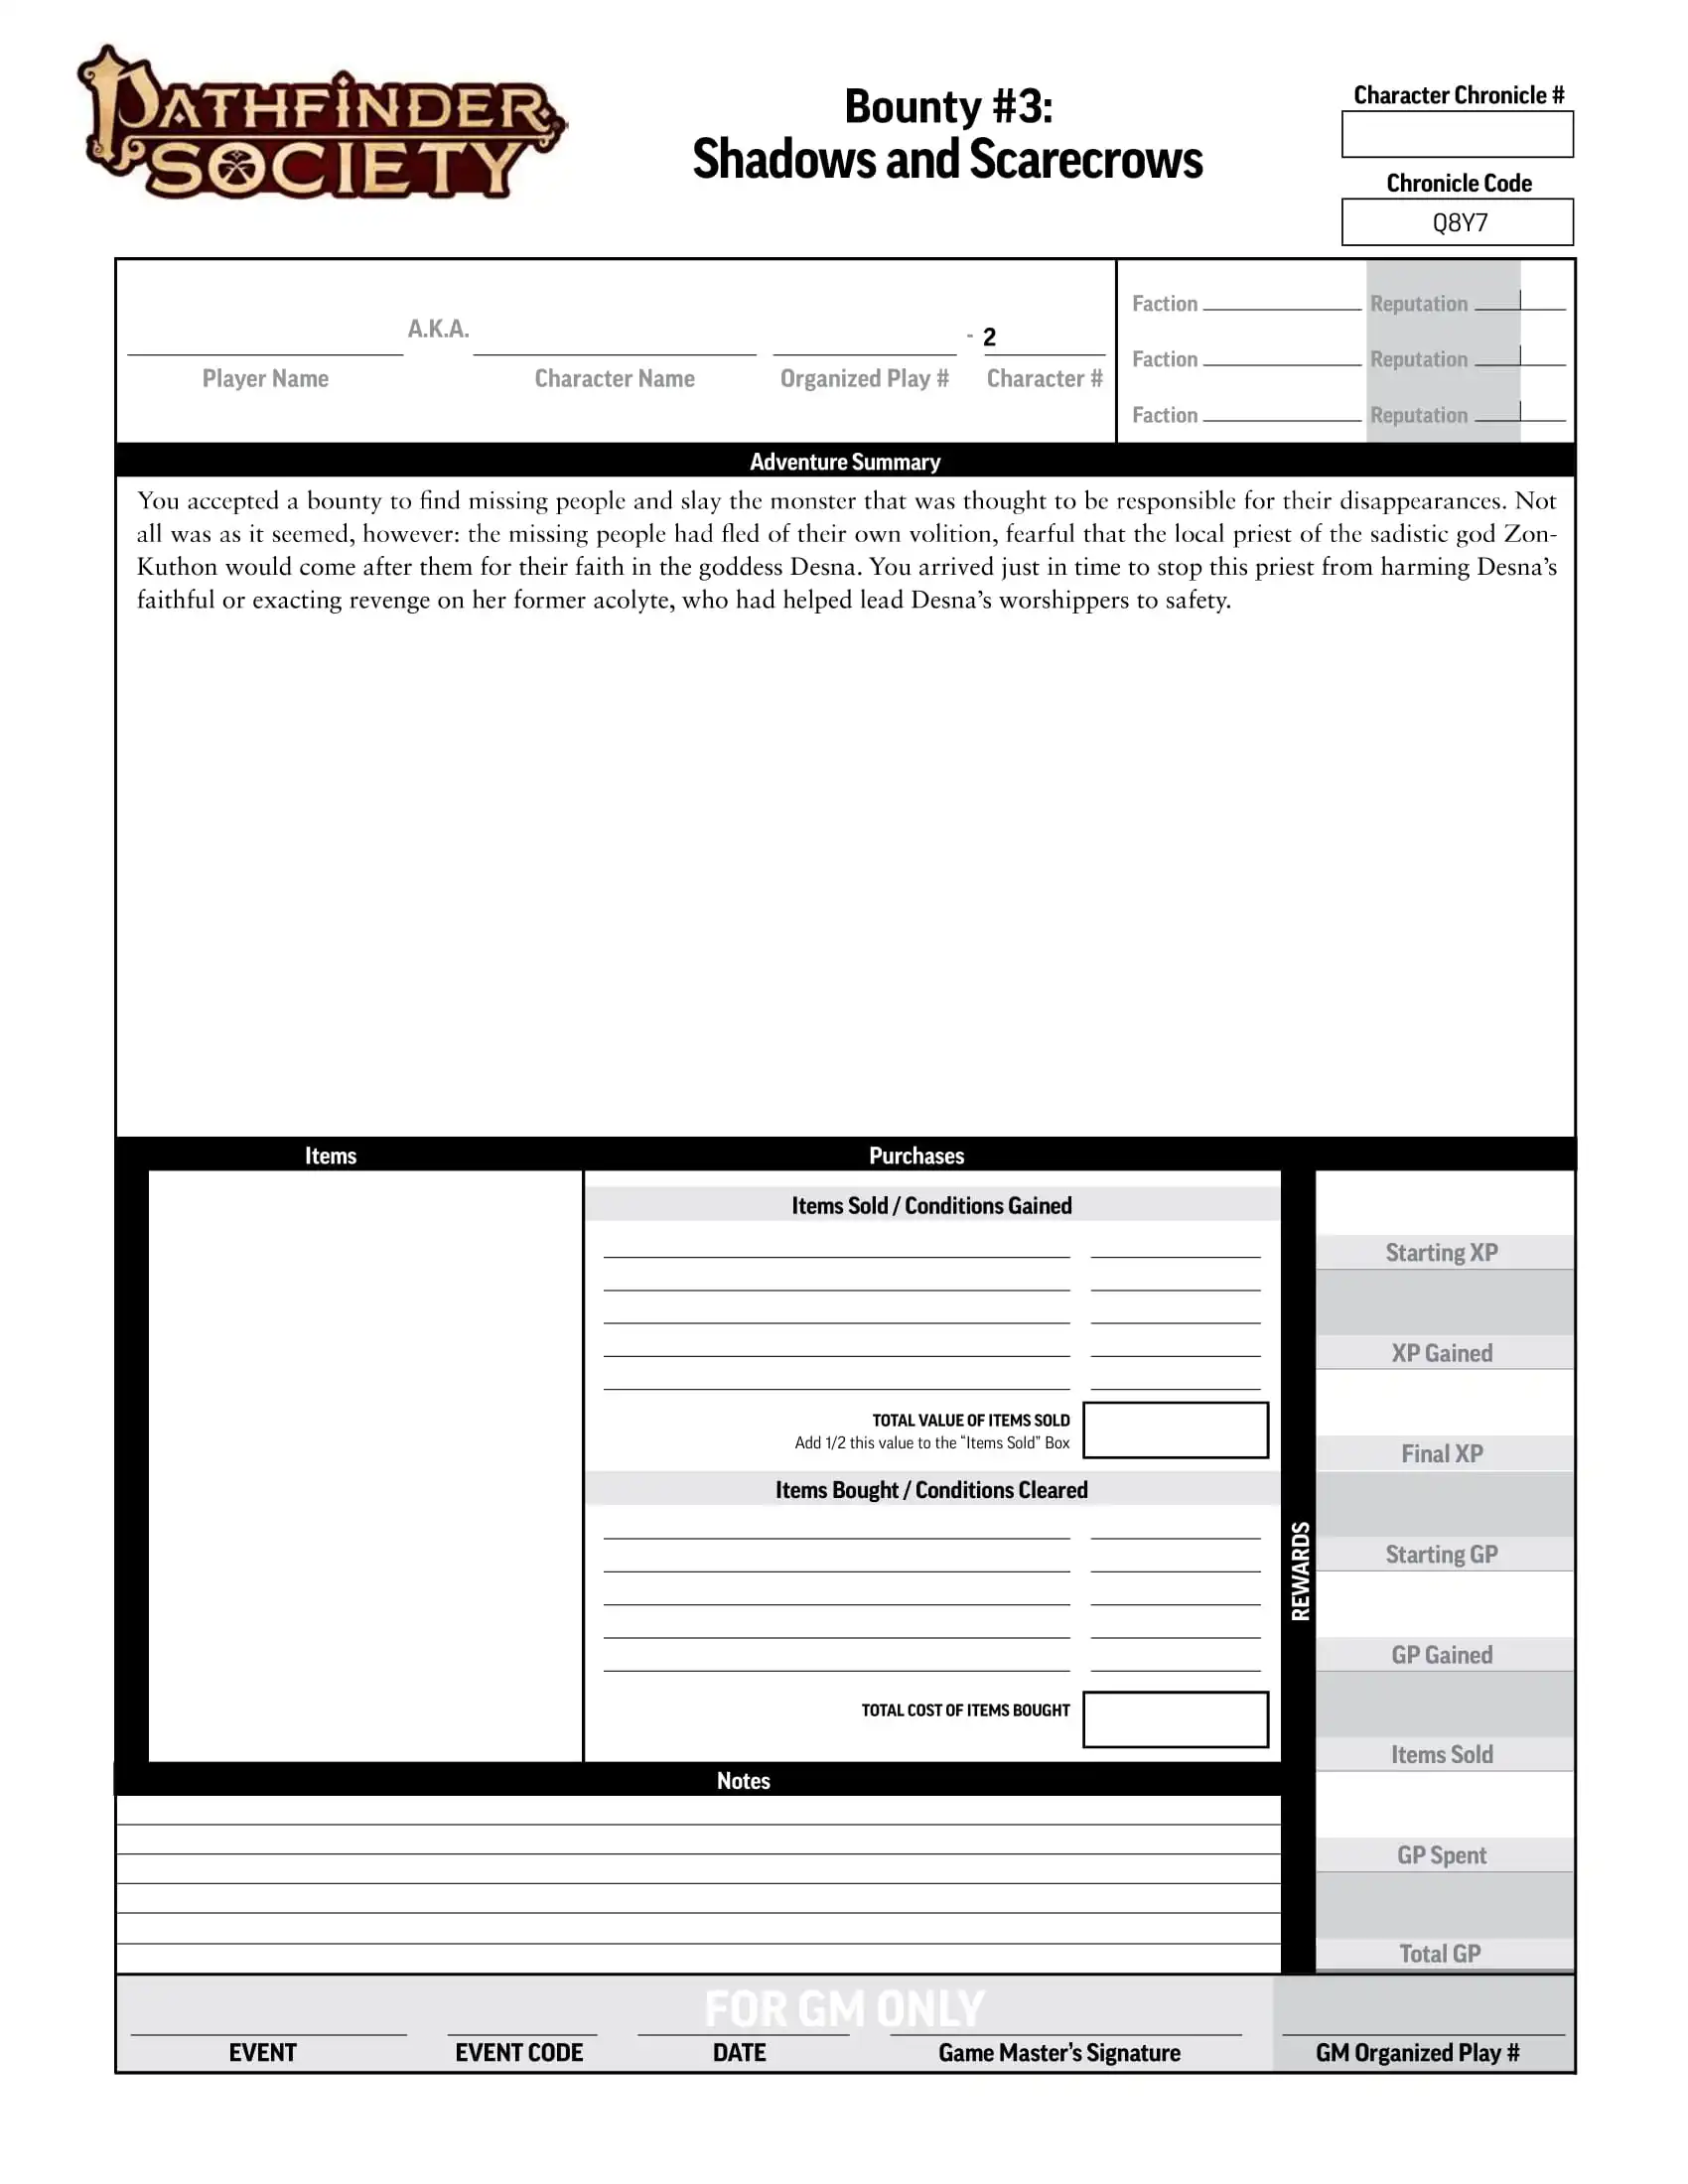 PATHFINDER
SOCIETY
Bounty #3:
Shadows and Scarecrows
Character Chronicle #
Chronicle Code
Q8Y7
A.K.A.
- 2
Player Name
Character Name
Organized Play #
Character #
Faction
Reputation
Faction
Reputation
Faction
Reputation
Adventure Summary
You accepted a bounty to find missing people and slay the monster that was thought to be responsible for their disappearances. Not
all was as it seemed, however: the missing people had fled of their own volition, fearful that the local priest of the sadistic god Zon-
Kuthon would come after them for their faith in the goddess Desna. You arrived just in time to stop this priest from harming Desna’s
faithful or exacting revenge on her former acolyte, who had helped lead Desna’s worshippers to safety.
Items
Purchases
Items Sold / Conditions Gained
TOTAL VALUE OF ITEMS SOLD
Add 1/2 this value to the “Items Sold” Box
Items Bought / Conditions Cleared
TOTAL COST OF ITEMS BOUGHT
REWARDS
Starting XP
XP Gained
Final XP
Starting GP
GP Gained
Items Sold
GP Spent
Total GP
Notes
FOR GM ONLY
EVENT
EVENT CODE
DATE
Game Master’s Signature
GM Organized Play #